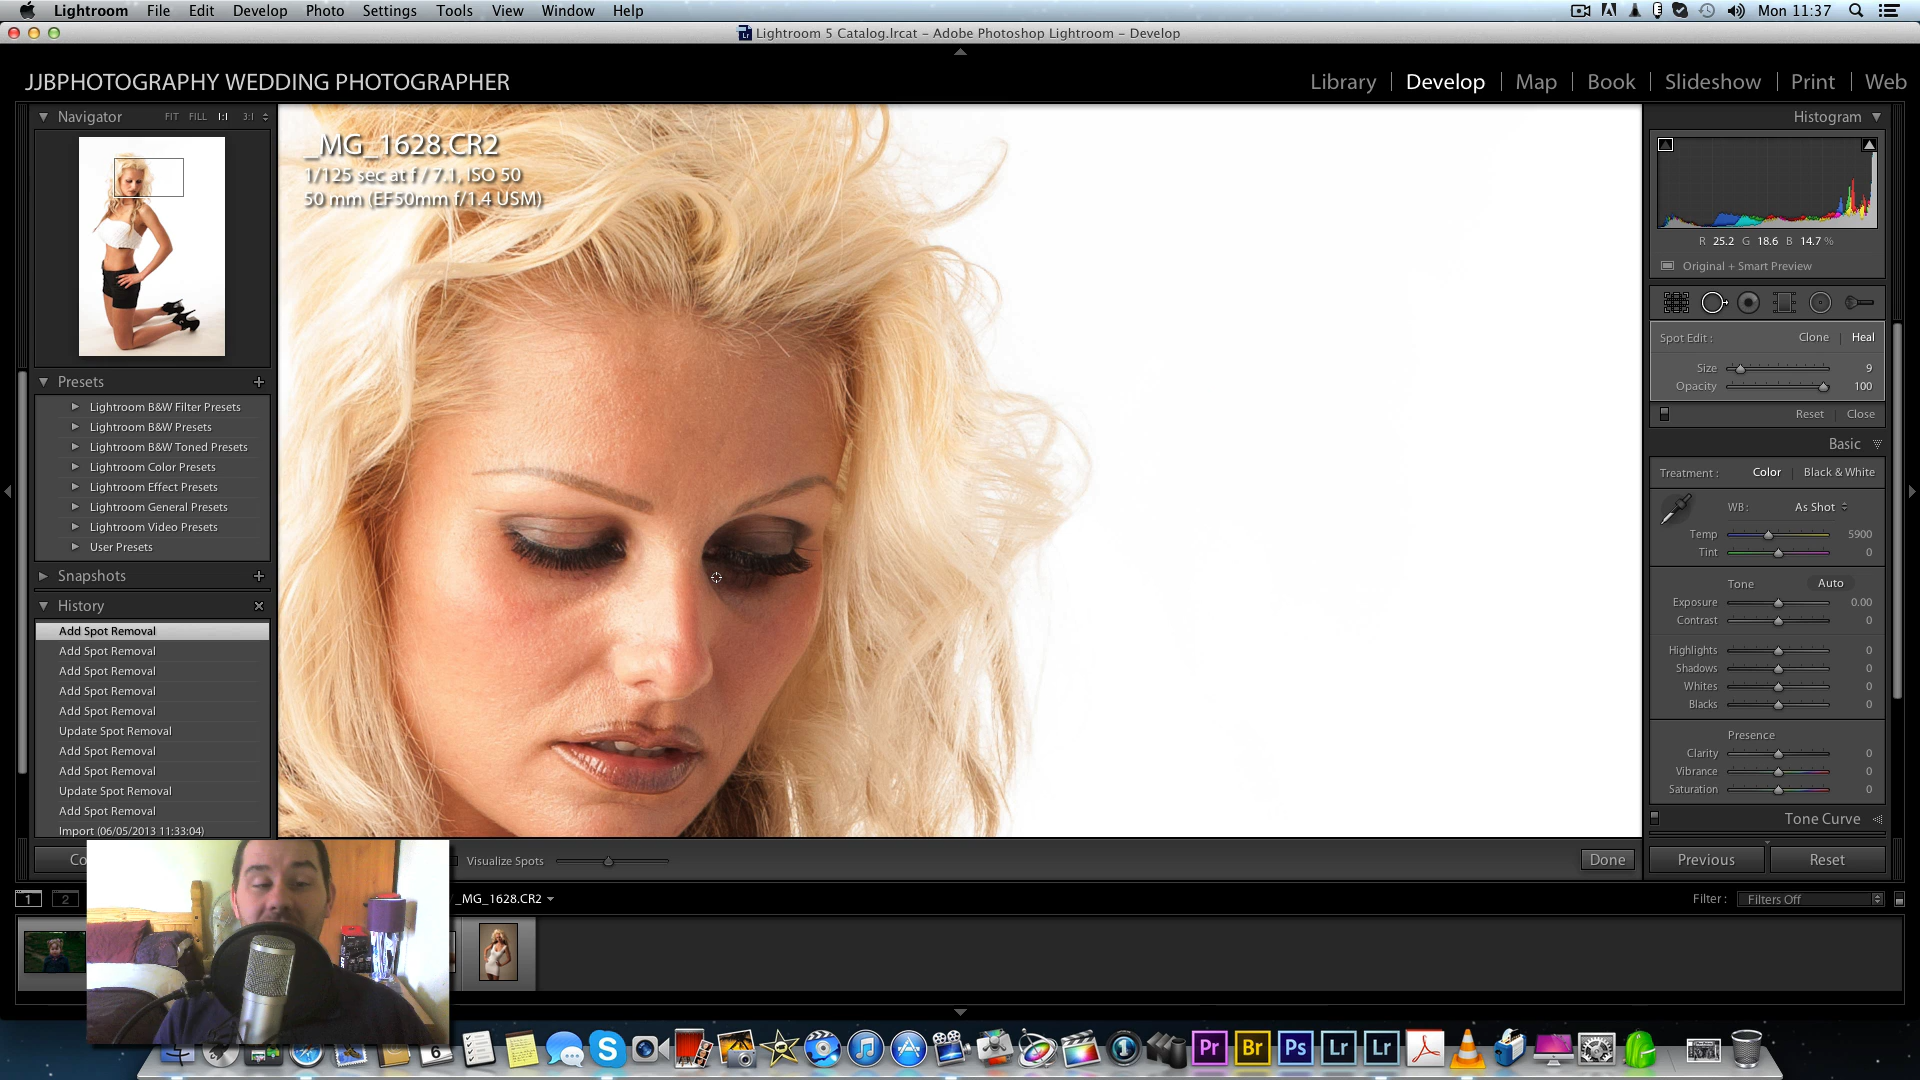 Lightroom File Edit Develop Photo Settings Tools View Window Help Mon 11:37
Lightroom 5 Catalog.lrcat – Adobe Photoshop Lightroom – Develop
JJBPHOTOGRAPHY WEDDING PHOTOGRAPHER
Library | Develop | Map | Book | Slideshow | Print | Web
Navigator FIT FILL 1:1 3:1
_MG_1628.CR2
1/125 sec at f / 7.1, ISO 50
50 mm (EF50mm f/1.4 USM)
Presets
Lightroom B&W Filter Presets
Lightroom B&W Presets
Lightroom B&W Toned Presets
Lightroom Color Presets
Lightroom Effect Presets
Lightroom General Presets
Lightroom Video Presets
User Presets
Snapshots
History
Add Spot Removal
Add Spot Removal
Add Spot Removal
Add Spot Removal
Add Spot Removal
Update Spot Removal
Add Spot Removal
Add Spot Removal
Update Spot Removal
Add Spot Removal
Import (06/05/2013 11:33:04)
Histogram
R 25.2 G 18.6 B 14.7 %
Original + Smart Preview
Spot Edit : Clone | Heal
Size 9
Opacity 100
Reset Close
Basic
Treatment : Color | Black & White
WB : As Shot
Temp 5900
Tint 0
Tone Auto
Exposure 0.00
Contrast 0
Highlights 0
Shadows 0
Whites 0
Blacks 0
Presence
Clarity 0
Vibrance 0
Saturation 0
Tone Curve
Co
Visualize Spots
Done
Previous Reset
1 2
_MG_1628.CR2
Filter : Filters Off
6
Pr Br Ps Lr Lr